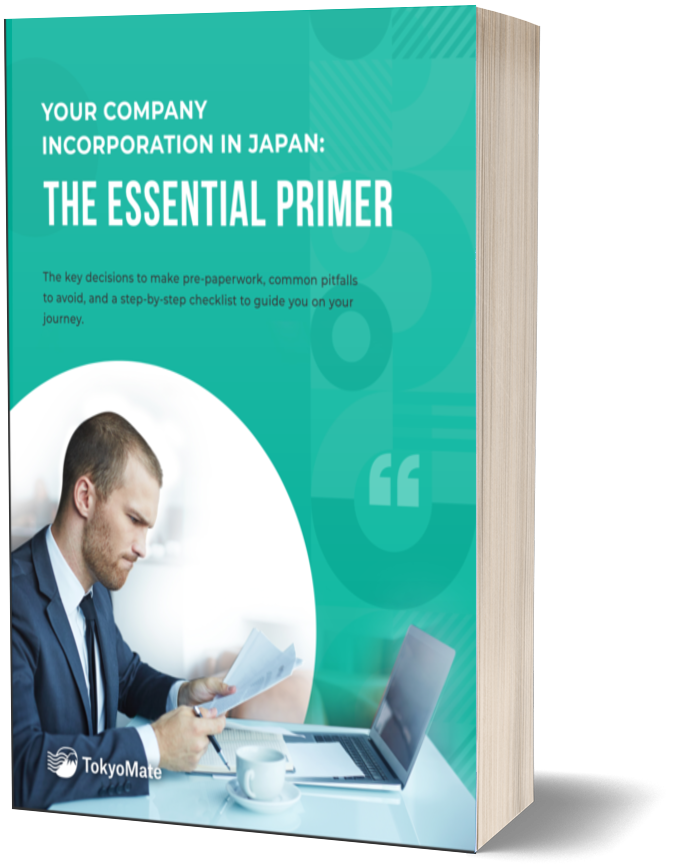 YOUR COMPANY
INCORPORATION IN JAPAN:
THE ESSENTIAL PRIMER
The key decisions to make pre-paperwork, common pitfalls
to avoid, and a step-by-step checklist to guide you on your
journey.
“
TokyoMate